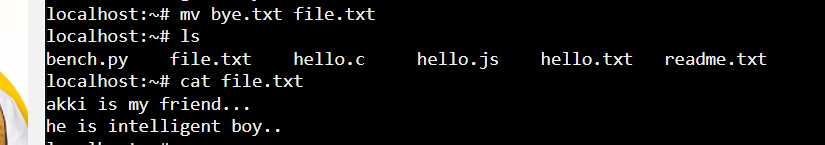 localhost:~# mv bye.txt file.txt
localhost:~# ls
bench.py    file.txt    hello.c     hello.js    hello.txt   readme.txt
localhost:~# cat file.txt
akki is my friend...
he is intelligent boy..